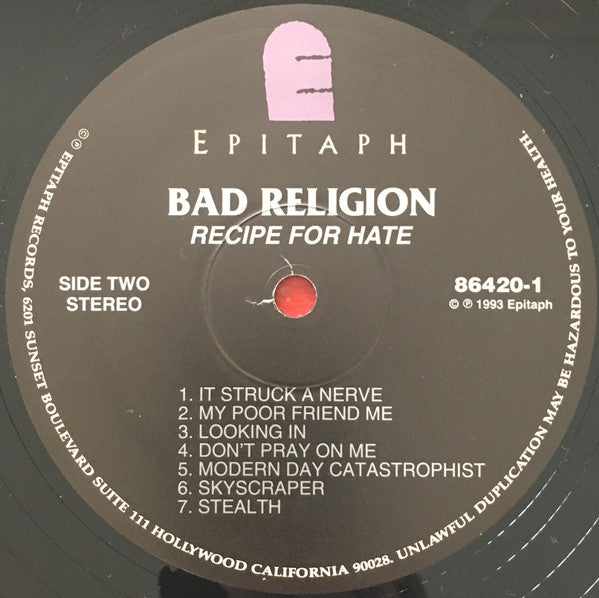 E
EPITAPH
BAD RELIGION
RECIPE FOR HATE
SIDE TWO
STEREO
86420-1
© ℗ 1993 Epitaph
1. IT STRUCK A NERVE
2. MY POOR FRIEND ME
3. LOOKING IN
4. DON'T PRAY ON ME
5. MODERN DAY CATASTROPHIST
6. SKYSCRAPER
7. STEALTH
© ℗ EPITAPH RECORDS, 6201 SUNSET BOULEVARD SUITE 111 HOLLYWOOD CALIFORNIA 90028. UNLAWFUL DUPLICATION MAY BE HAZARDOUS TO YOUR HEALTH.